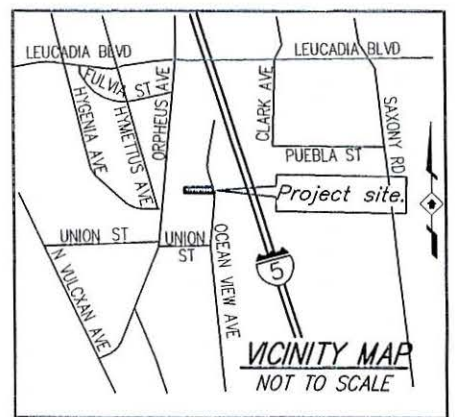 LEUCADIA BLVD
LEUCADIA BLVD
FULVIA ST
HYGENIA AVE
HYMETTUS AVE
ORPHEUS AVE
CLARK AVE
SAXONY RD
PUEBLA ST
Project site.
UNION ST
UNION
ST
OCEAN VIEW AVE
N VULCXAN AVE
5
VICINITY MAP
NOT TO SCALE